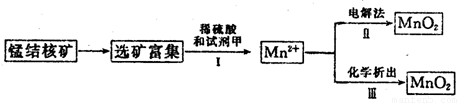 锰结核矿 选矿富集 稀硫酸 和试剂甲 Ⅰ Mn²⁺ 电解法 Ⅱ MnO₂
化学析出 Ⅲ MnO₂